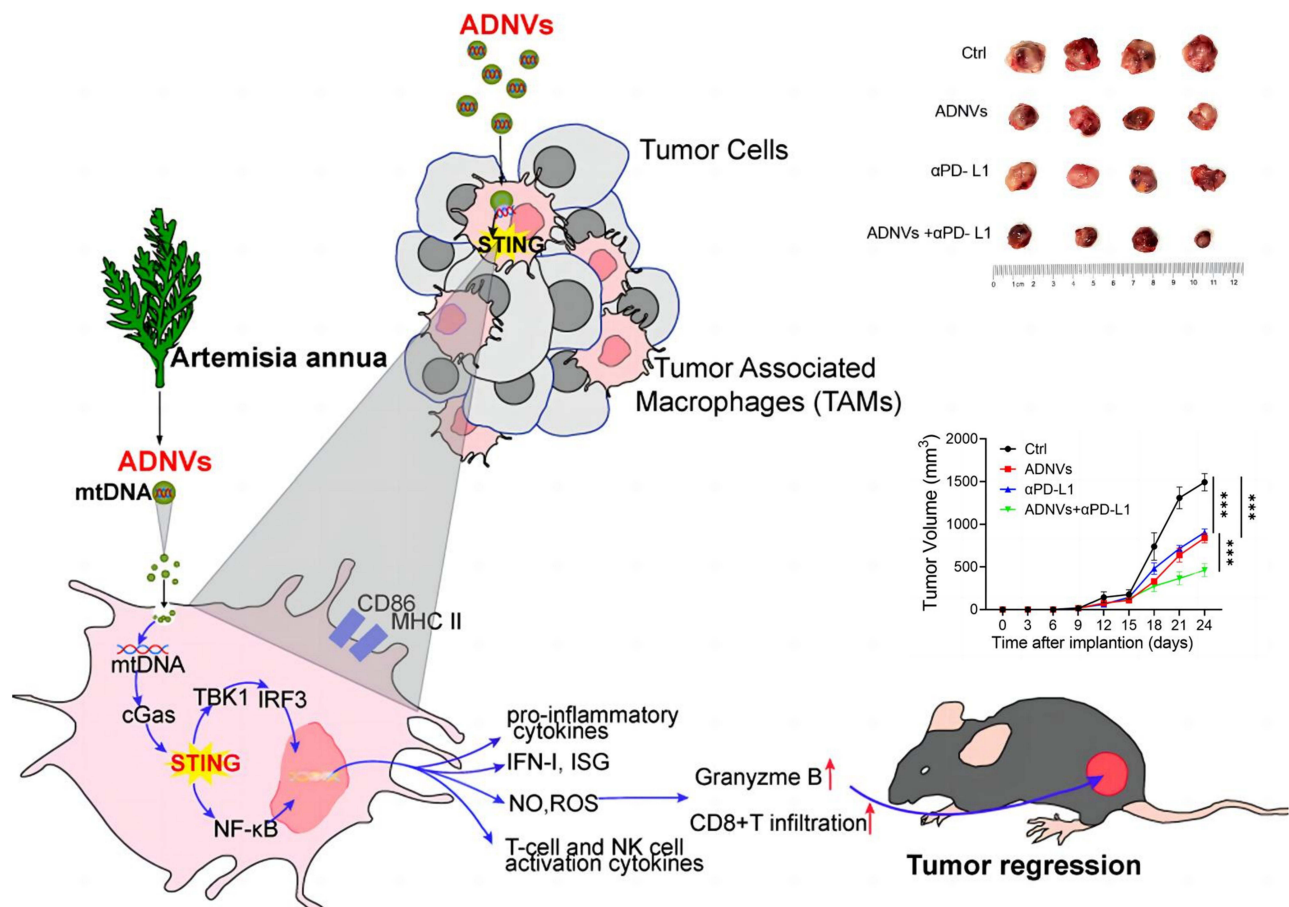 ADNVs
Tumor Cells
STING
Tumor Associated
Macrophages (TAMs)
Artemisia annua
ADNVs
mtDNA
CD86
MHC II
mtDNA
cGas
TBK1
IRF3
STING
NF-κB
pro-inflammatory
cytokines
IFN-I, ISG
NO,ROS
T-cell and NK cell
activation cytokines
Granyzme B
CD8+T infiltration
Tumor regression
Ctrl
ADNVs
αPD- L1
ADNVs +αPD- L1
0 1cm 2 3 4 5 6 7 8 9 10 11 12
Tumor Volume (mm³)
2000
1500
1000
500
0
Ctrl
ADNVs
αPD-L1
ADNVs+αPD-L1
***
***
***
0 3 6 9 12 15 18 21 24
Time after implantion (days)